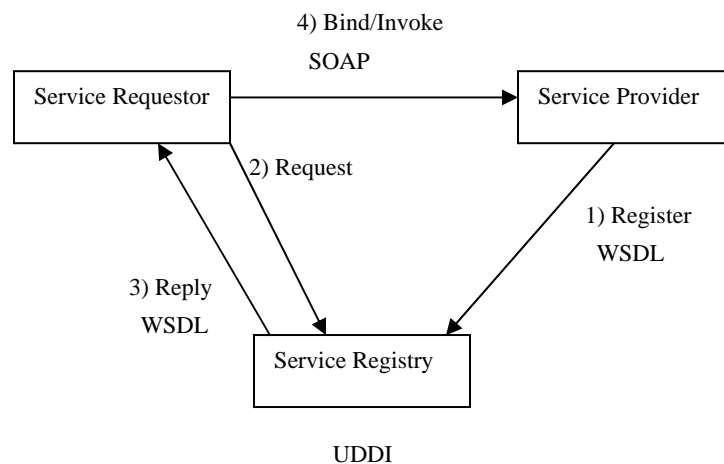 4) Bind/Invoke
SOAP
Service Requestor
Service Provider
2) Request
1) Register
WSDL
3) Reply
WSDL
Service Registry
UDDI